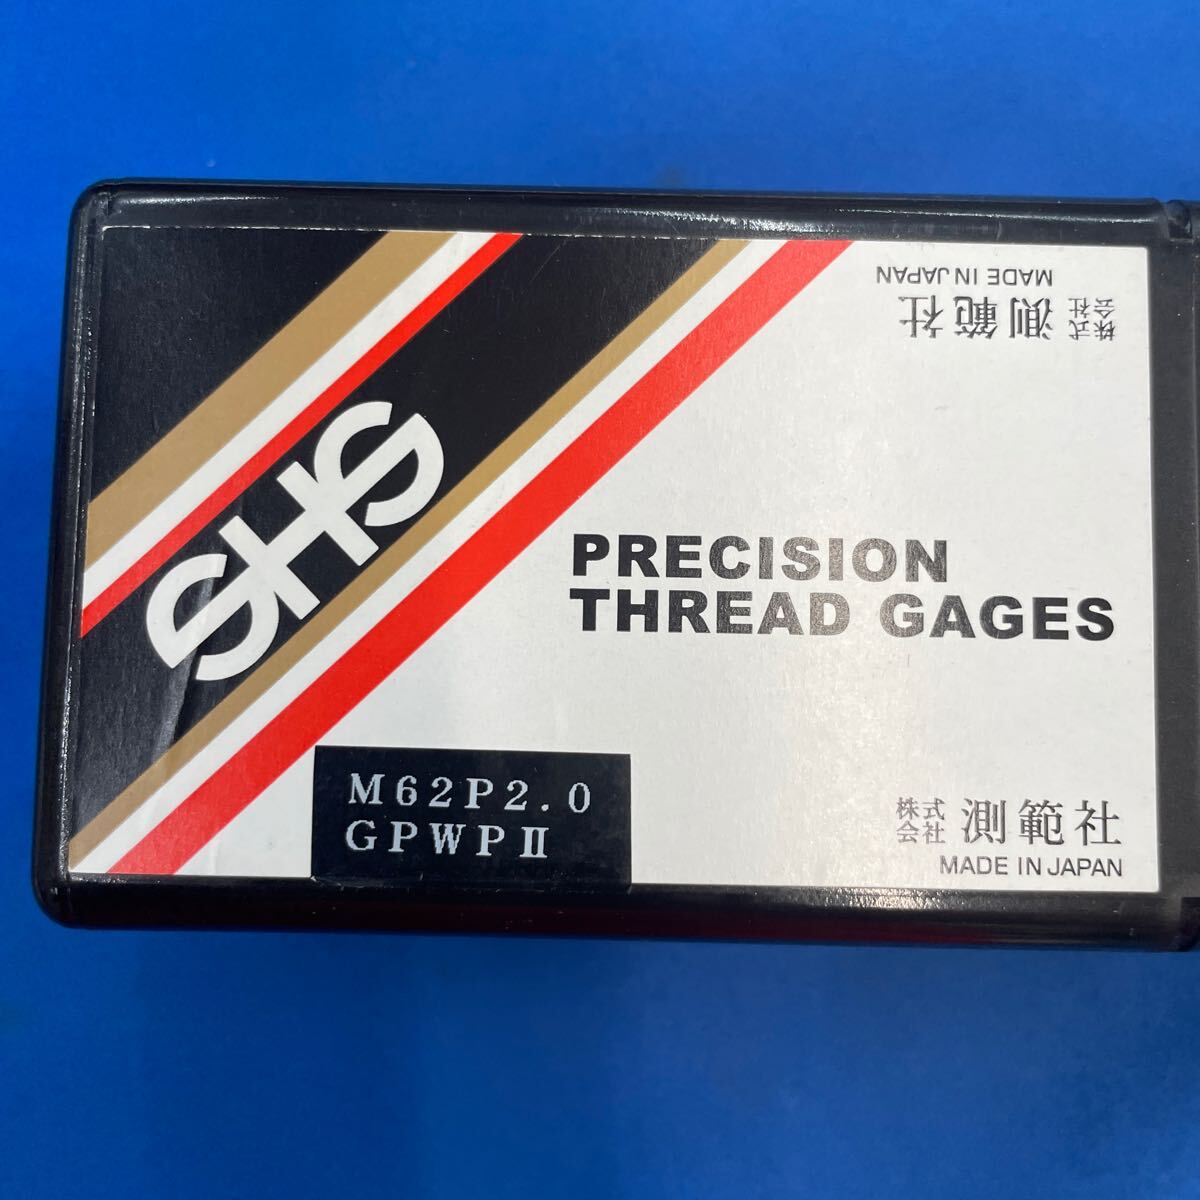 MADE IN JAPAN
株式
会社 測範社
SHS
PRECISION
THREAD GAGES
M62P2.0
GPWPⅡ
株式
会社 測範社
MADE IN JAPAN